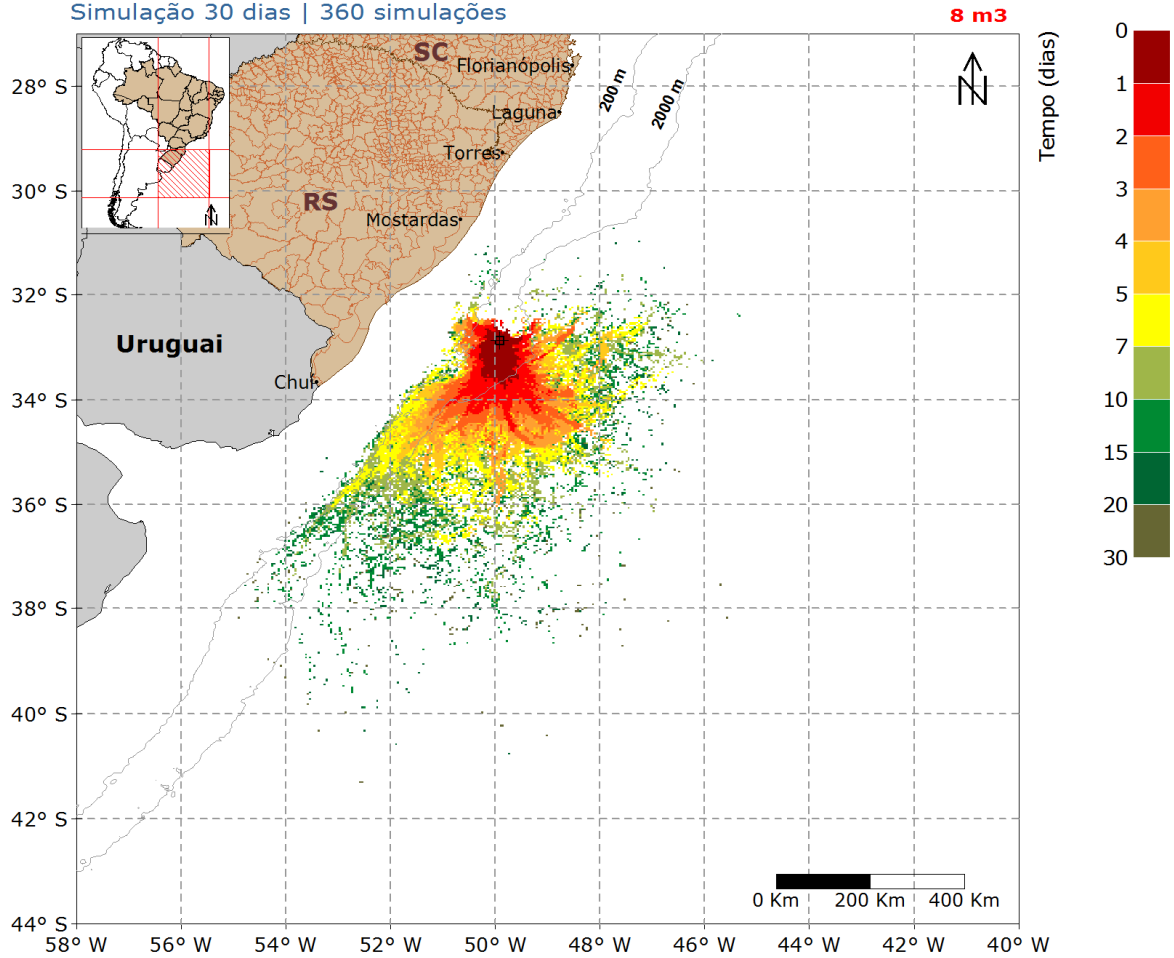 Simulação 30 dias | 360 simulações
8 m3
SC
Florianópolis
Laguna
Torres
RS
Mostardas
Uruguai
Chuí
200 m
2000 m
N
N
Tempo (dias)
0
1
2
3
4
5
7
10
15
20
30
28° S
30° S
32° S
34° S
36° S
38° S
40° S
42° S
44° S
0 Km 200 Km 400 Km
58° W 56° W 54° W 52° W 50° W 48° W 46° W 44° W 42° W 40° W